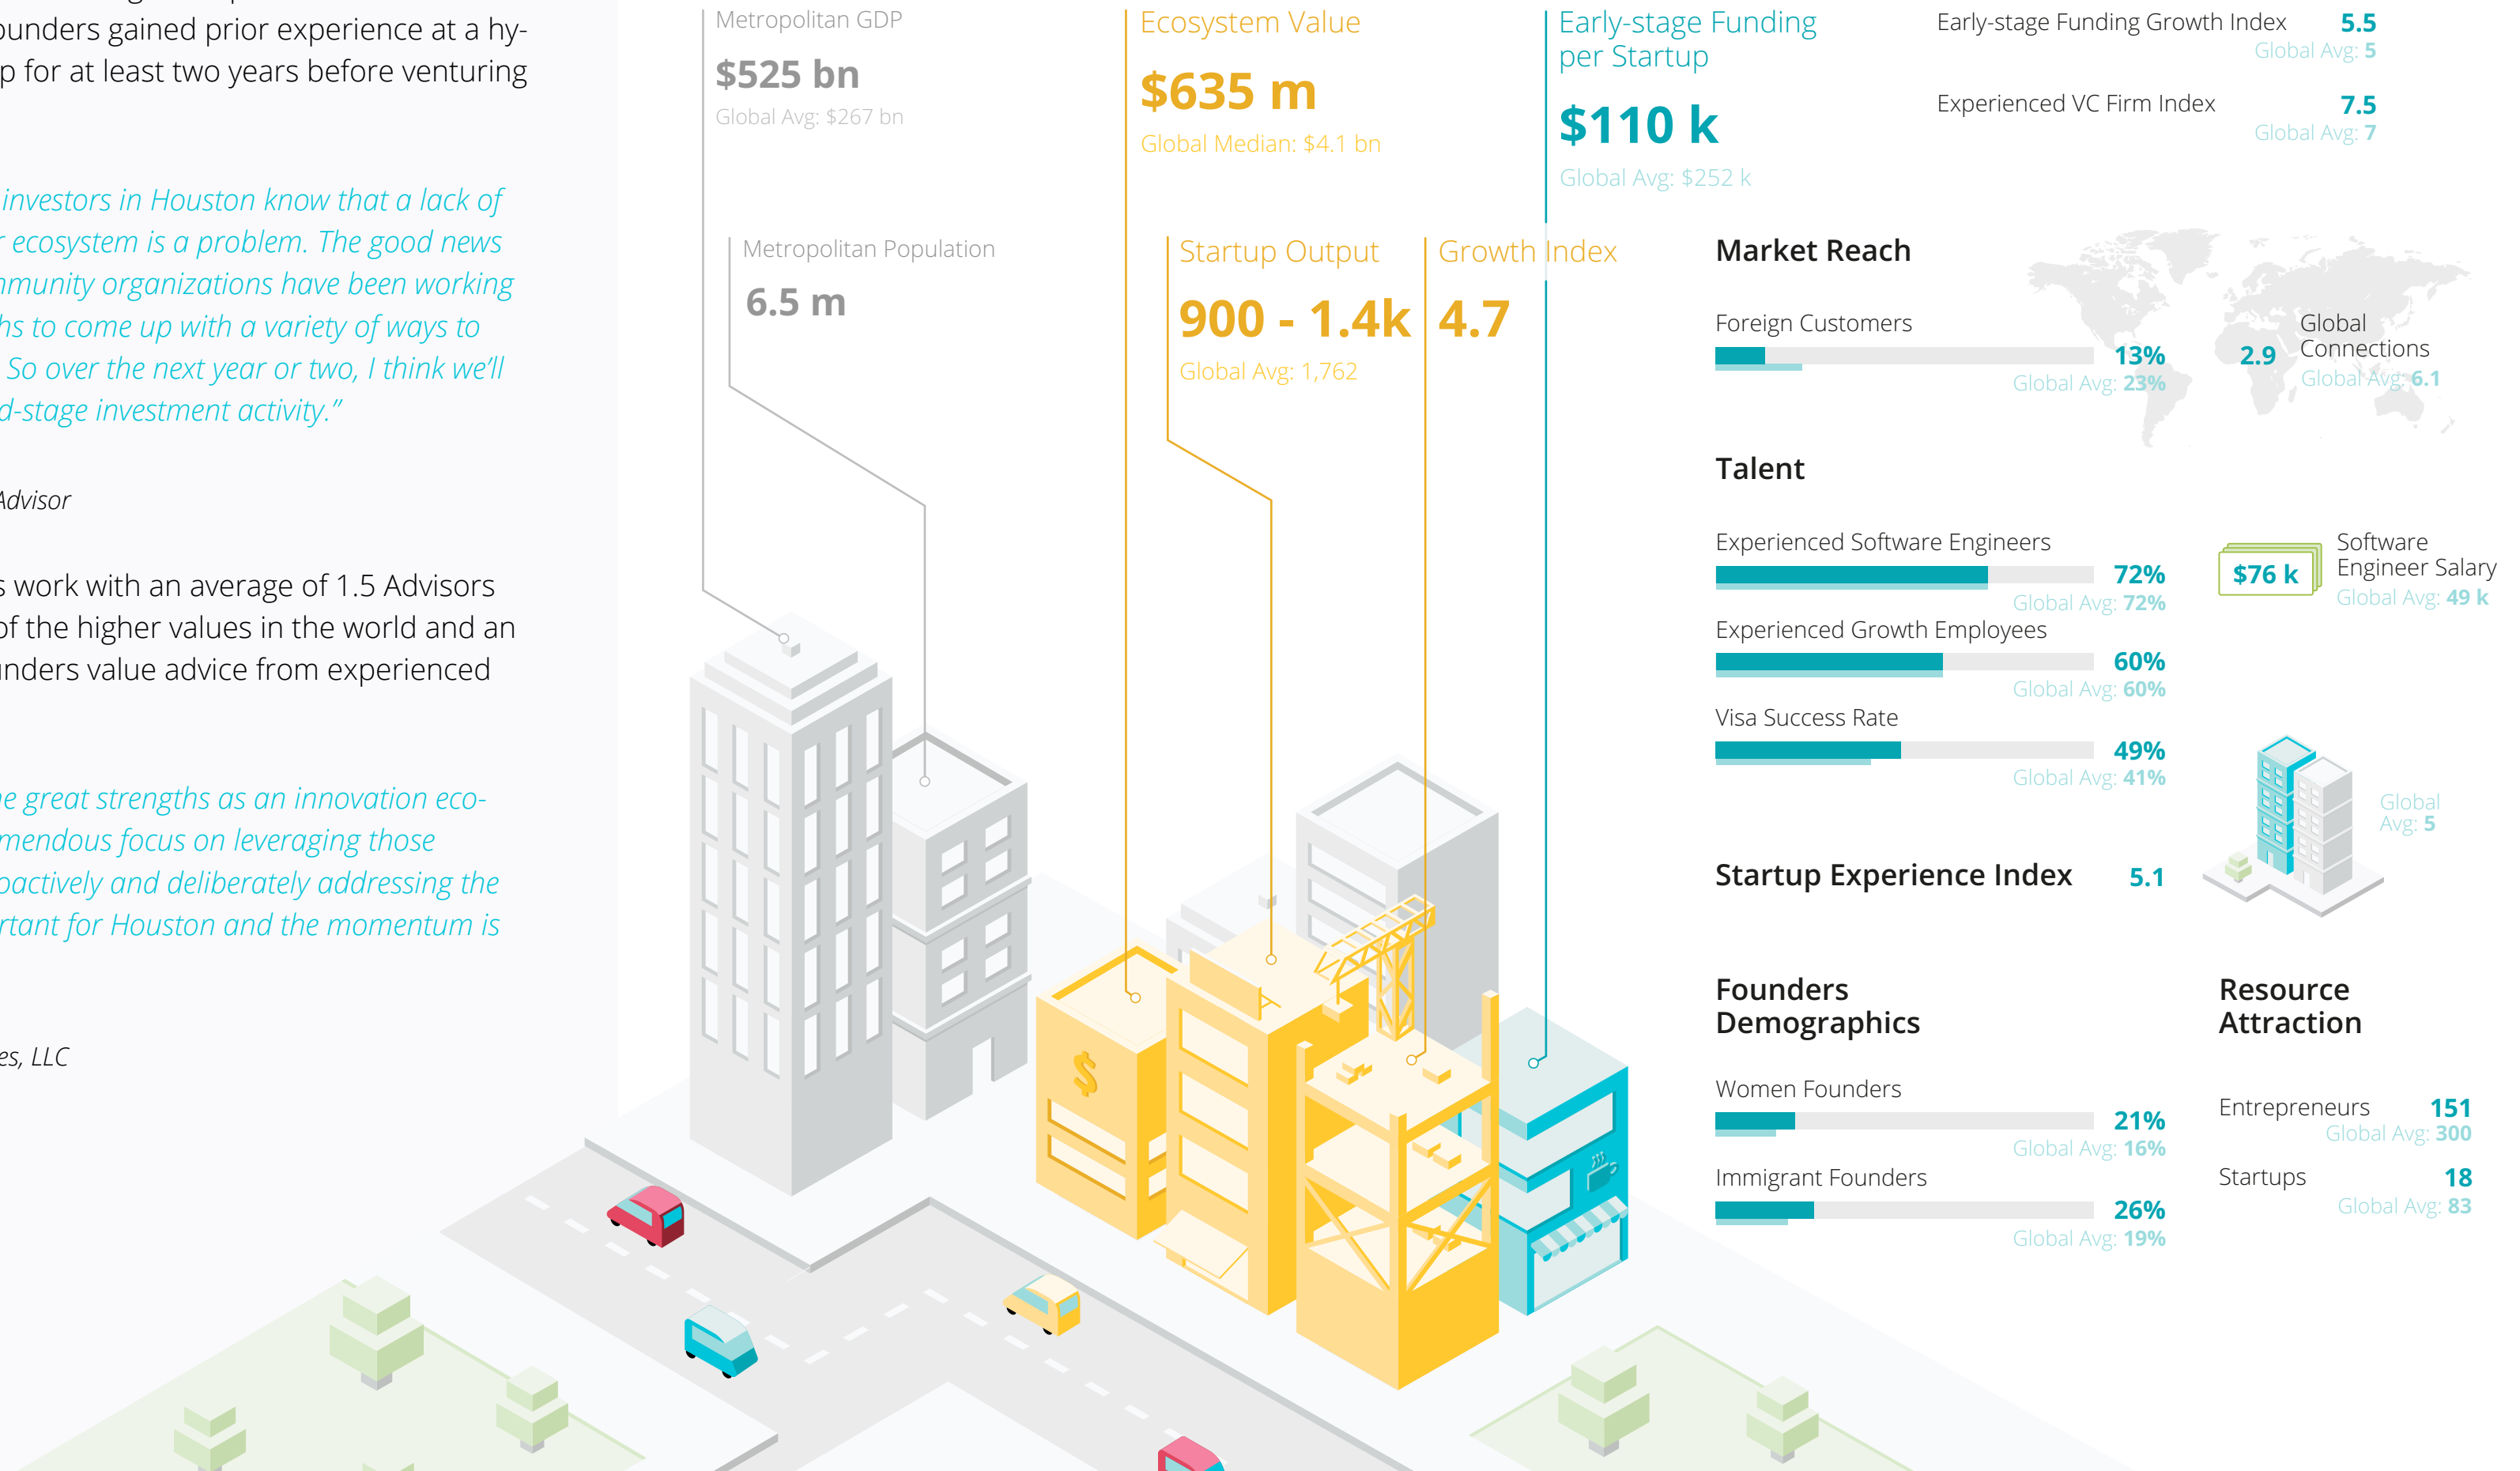 ounders gained prior experience at a hy-
p for at least two years before venturing
investors in Houston know that a lack of
ecosystem is a problem. The good news
mmunity organizations have been working
hs to come up with a variety of ways to
So over the next year or two, I think we'll
d-stage investment activity.”
Advisor
s work with an average of 1.5 Advisors
of the higher values in the world and an
unders value advice from experienced
ne great strengths as an innovation eco-
emendous focus on leveraging those
oactively and deliberately addressing the
rtant for Houston and the momentum is
es, LLC
Metropolitan GDP
$525 bn
Global Avg: $267 bn
Metropolitan Population
6.5 m
Ecosystem Value
$635 m
Global Median: $4.1 bn
Startup Output
900 - 1.4k
Global Avg: 1,762
Growth Index
4.7
Early-stage Funding
per Startup
$110 k
Global Avg: $252 k
Early-stage Funding Growth Index 5.5
Global Avg: 5
Experienced VC Firm Index 7.5
Global Avg: 7
Market Reach
Foreign Customers
13%
Global Avg: 23%
2.9
Global
Connections
Global Avg: 6.1
Talent
Experienced Software Engineers
72%
Global Avg: 72%
$76 k
Software
Engineer Salary
Global Avg: 49 k
Experienced Growth Employees
60%
Global Avg: 60%
Visa Success Rate
49%
Global Avg: 41%
Startup Experience Index 5.1
Global
Avg: 5
Founders
Demographics
Women Founders
21%
Global Avg: 16%
Immigrant Founders
26%
Global Avg: 19%
Resource
Attraction
Entrepreneurs 151
Global Avg: 300
Startups 18
Global Avg: 83
$